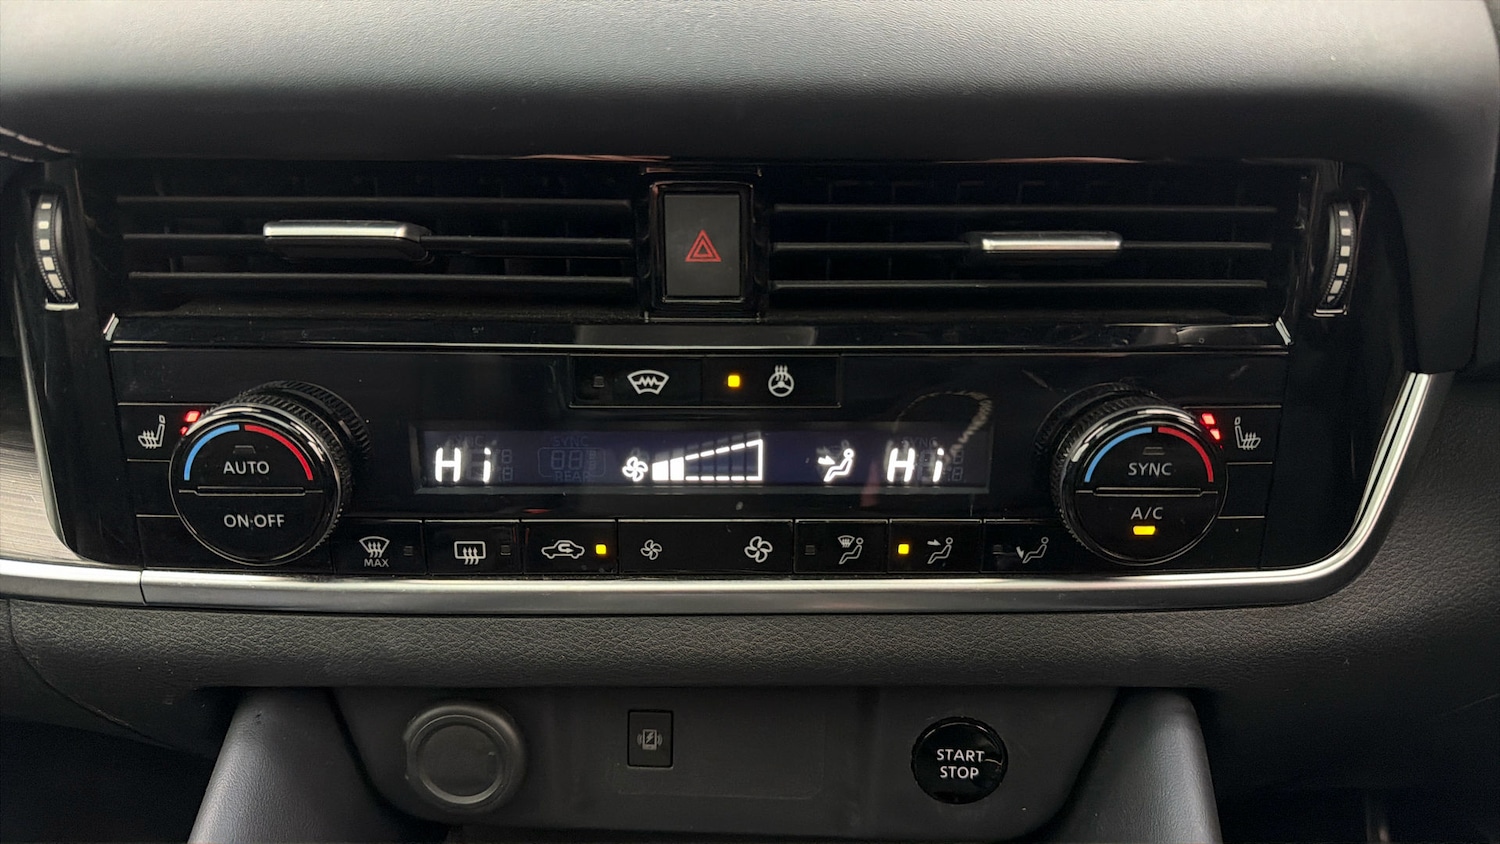 Hi
Hi
AUTO
ON·OFF
SYNC
A/C
MAX
START
STOP